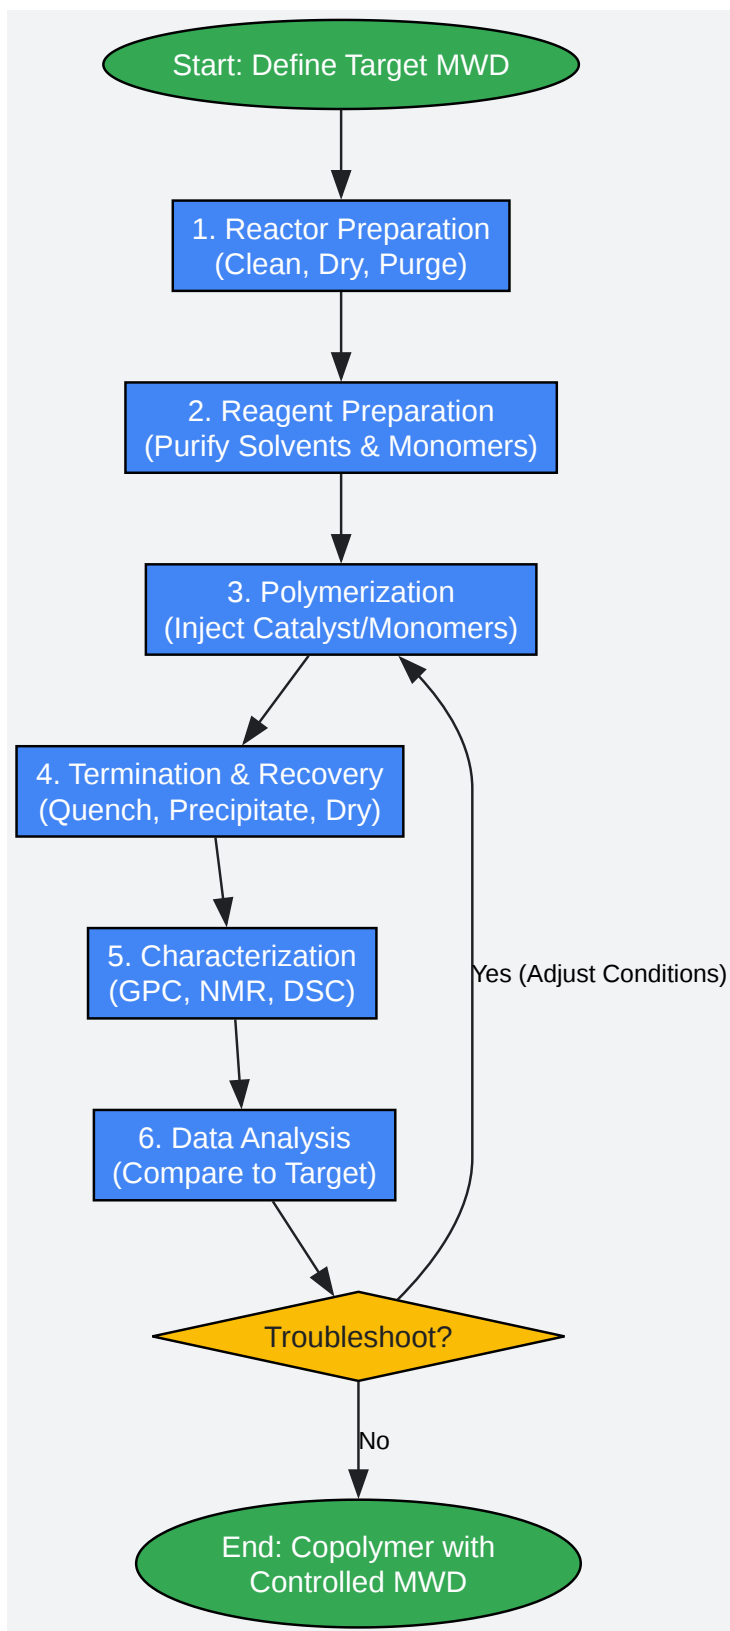 Start: Define Target MWD
1. Reactor Preparation
(Clean, Dry, Purge)
2. Reagent Preparation
(Purify Solvents & Monomers)
3. Polymerization
(Inject Catalyst/Monomers)
4. Termination & Recovery
(Quench, Precipitate, Dry)
5. Characterization
(GPC, NMR, DSC)
Yes (Adjust Conditions)
6. Data Analysis
(Compare to Target)
Troubleshoot?
No
End: Copolymer with
Controlled MWD